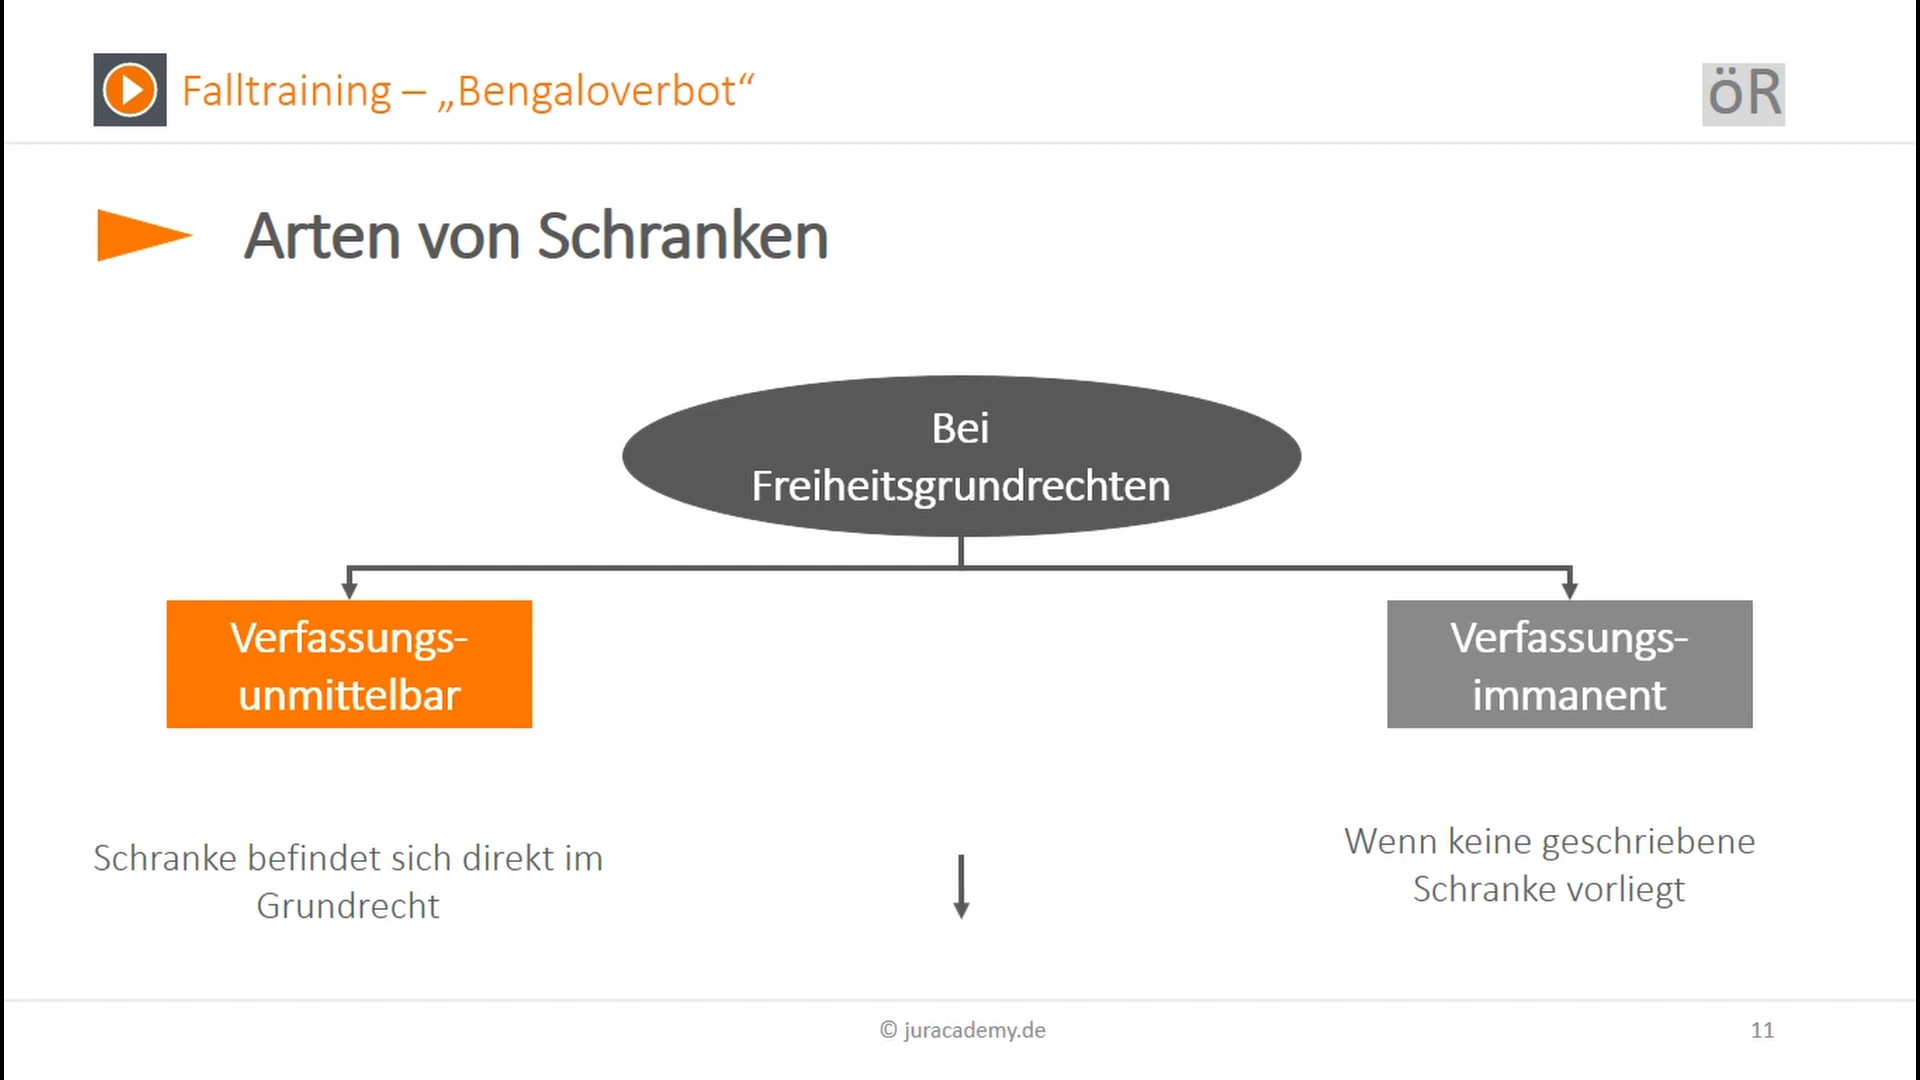 Falltraining – „Bengaloverbot“
öR
Arten von Schranken
Bei
Freiheitsgrundrechten
Verfassungs-
unmittelbar
Verfassungs-
immanent
Schranke befindet sich direkt im
Grundrecht
Wenn keine geschriebene
Schranke vorliegt
© juracademy.de
11